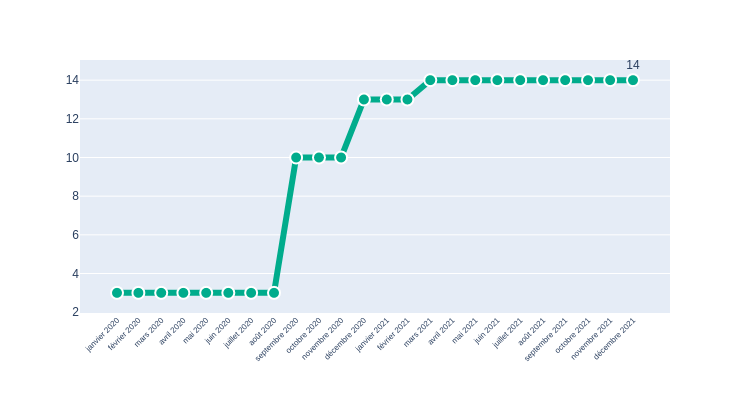 14
14
12
10
8
6
4
2
janvier 2020
février 2020
mars 2020
avril 2020
mai 2020
juin 2020
juillet 2020
août 2020
septembre 2020
octobre 2020
novembre 2020
décembre 2020
janvier 2021
février 2021
mars 2021
avril 2021
mai 2021
juin 2021
juillet 2021
août 2021
septembre 2021
octobre 2021
novembre 2021
décembre 2021